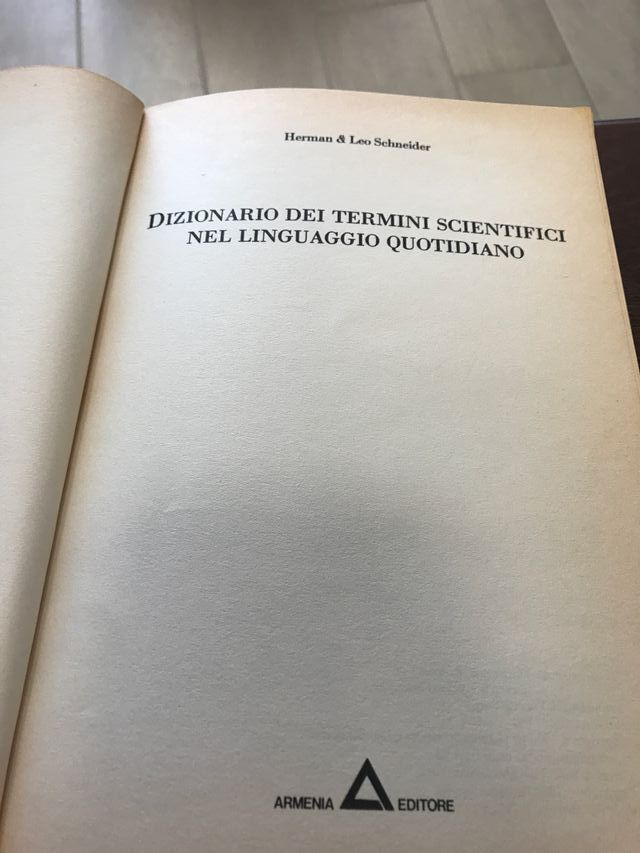 Herman & Leo Schneider
DIZIONARIO DEI TERMINI SCIENTIFICI
NEL LINGUAGGIO QUOTIDIANO
ARMENIA EDITORE